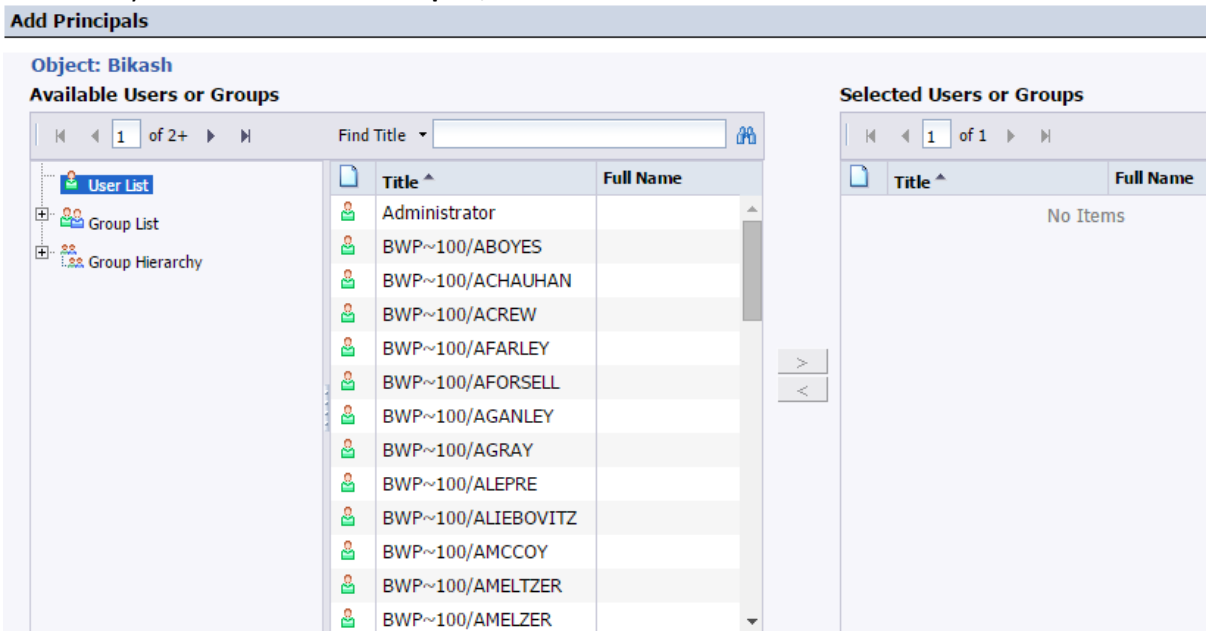 Add Principals
Object: Bikash
Available Users or Groups
Selected Users or Groups
1 of 2+
Find Title
1 of 1
User List
Group List
Group Hierarchy
Title Full Name
Administrator
BWP~100/ABOYES
BWP~100/ACHAUHAN
BWP~100/ACREW
BWP~100/AFARLEY
BWP~100/AFORSELL
BWP~100/AGANLEY
BWP~100/AGRAY
BWP~100/ALEPRE
BWP~100/ALIEBOVITZ
BWP~100/AMCCOY
BWP~100/AMELTZER
BWP~100/AMELZER
>
<
Title Full Name
No Items